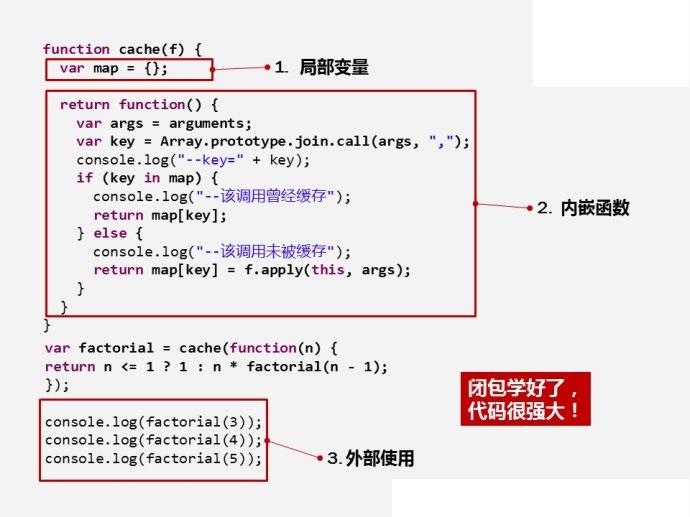 function cache(f) {
var map = {};
1. 局部变量
return function() {
var args = arguments;
var key = Array.prototype.join.call(args, ",");
console.log("--key=" + key);
if (key in map) {
console.log("--该调用曾经缓存");
return map[key];
2. 内嵌函数
} else {
console.log("--该调用未被缓存");
return map[key] = f.apply(this, args);
}
}
}
var factorial = cache(function(n) {
return n <= 1 ? 1 : n * factorial(n - 1);
});
闭包学好了，
代码很强大！
console.log(factorial(3));
console.log(factorial(4));
console.log(factorial(5));
3.外部使用